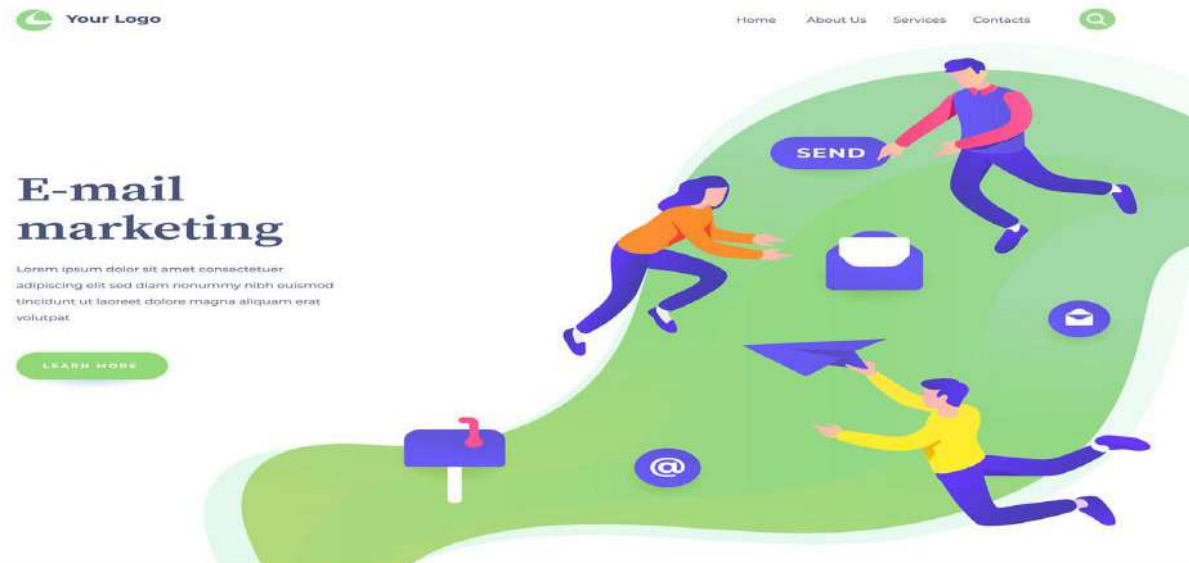 Your Logo
Home About Us Services Contacts
SEND
E-mail
marketing
Lorem ipsum dolor sit amet consectetuer
adipiscing elit sed diam nonummy nibh euismod
tincidunt ut laoreet dolore magna aliquam erat
volutpat
LEARN MORE
@